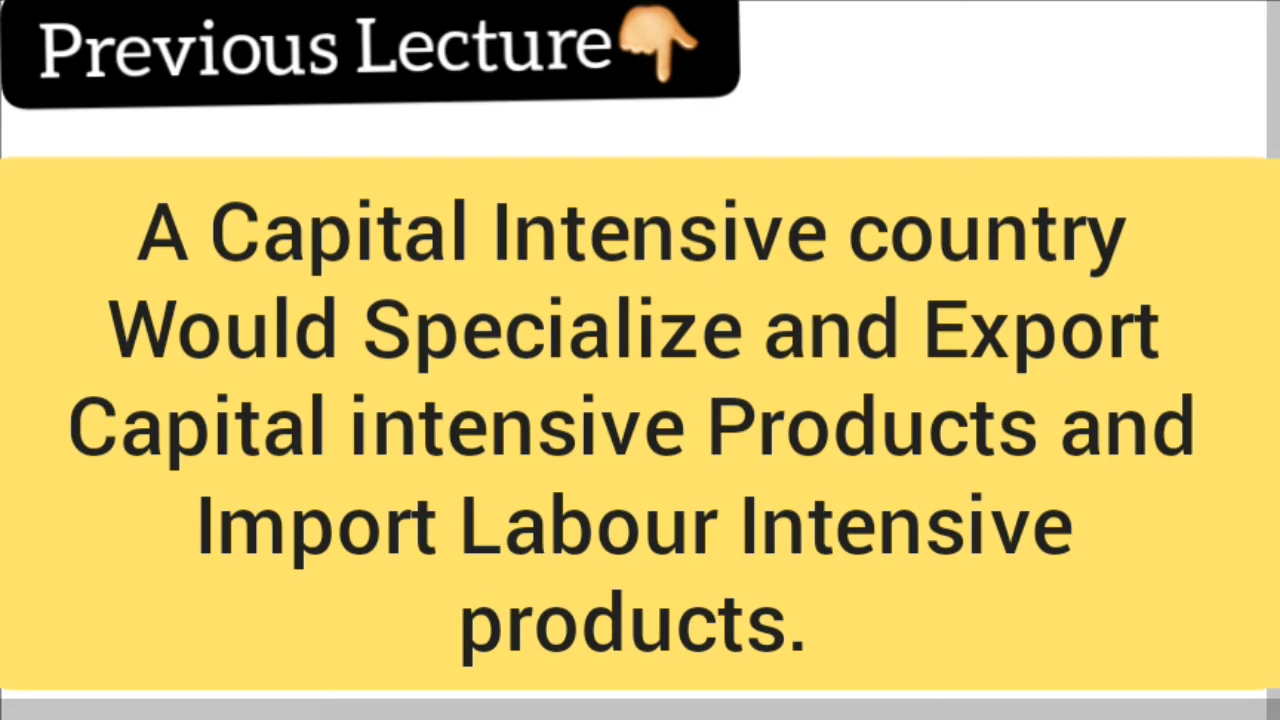 Previous Lecture👇
A Capital Intensive country
Would Specialize and Export
Capital intensive Products and
Import Labour Intensive
products.